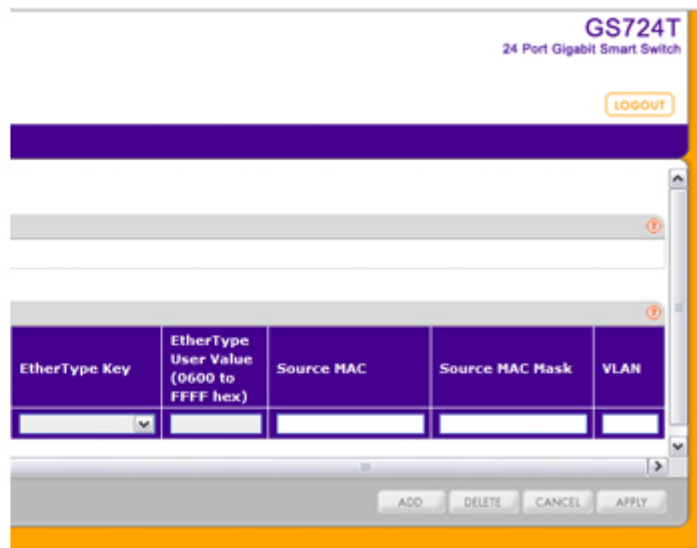 GS724T
24 Port Gigabit Smart Switch
LOGOUT
EtherType Key
EtherType
User Value
(0600 to
FFFF hex)
Source MAC
Source MAC Mask
VLAN
ADD DELETE CANCEL APPLY